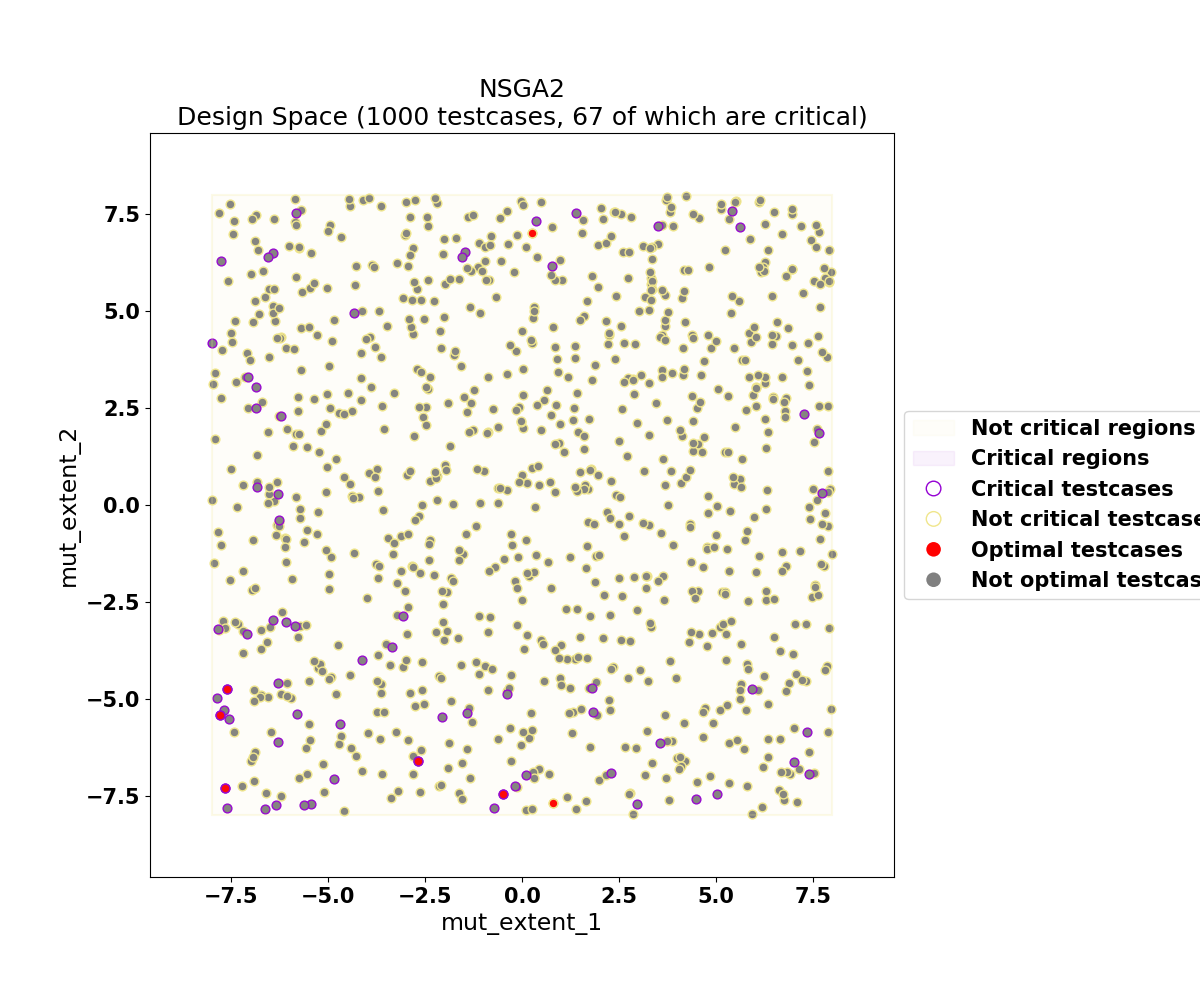 NSGA2
Design Space (1000 testcases, 67 of which are critical)
7.5
5.0
2.5
0.0
−2.5
−5.0
−7.5
mut_extent_2
−7.5 −5.0 −2.5 0.0 2.5 5.0 7.5
mut_extent_1
Not critical regions
Critical regions
Critical testcases
Not critical testcase
Optimal testcases
Not optimal testcas